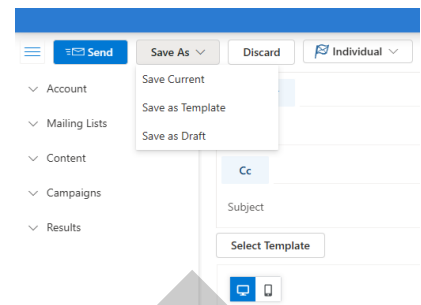 Send
Save As
Discard
Individual
Save Current
Save as Template
Save as Draft
Account
Mailing Lists
Content
Campaigns
Results
Cc
Subject
Select Template